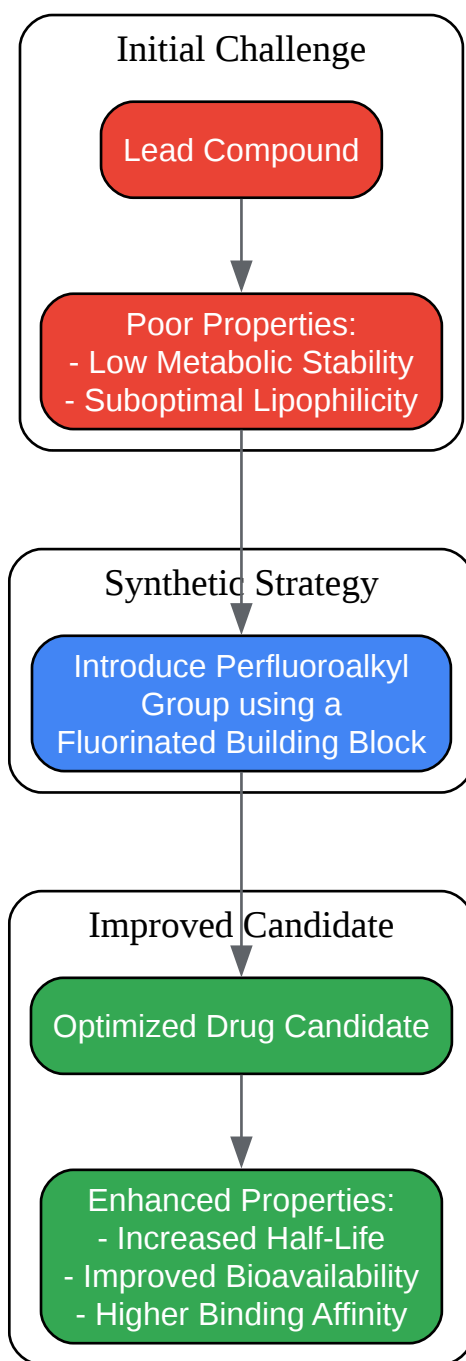 Initial Challenge
Lead Compound
Poor Properties:
- Low Metabolic Stability
- Suboptimal Lipophilicity
Synthetic Strategy
Introduce Perfluoroalkyl
Group using a
Fluorinated Building Block
Improved Candidate
Optimized Drug Candidate
Enhanced Properties:
- Increased Half-Life
- Improved Bioavailability
- Higher Binding Affinity